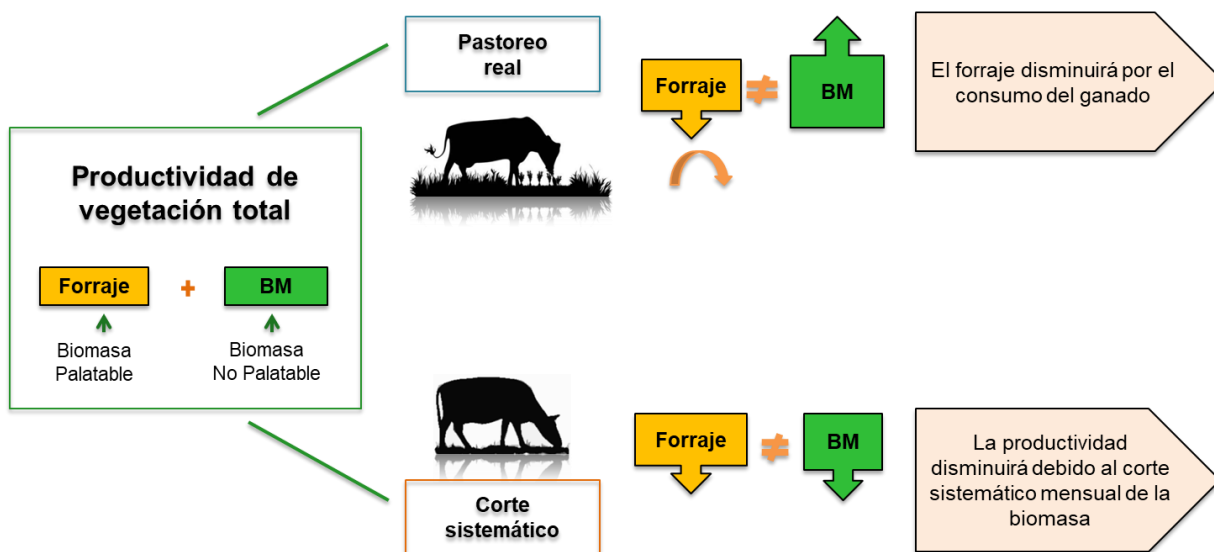 Productividad de
vegetación total
Forraje + BM
Biomasa
Palatable
Biomasa
No Palatable
Pastoreo
real
Forraje ≠ BM
El forraje disminuirá por el
consumo del ganado
Corte
sistemático
Forraje ≠ BM
La productividad
disminuirá debido al corte
sistemático mensual de la
biomasa